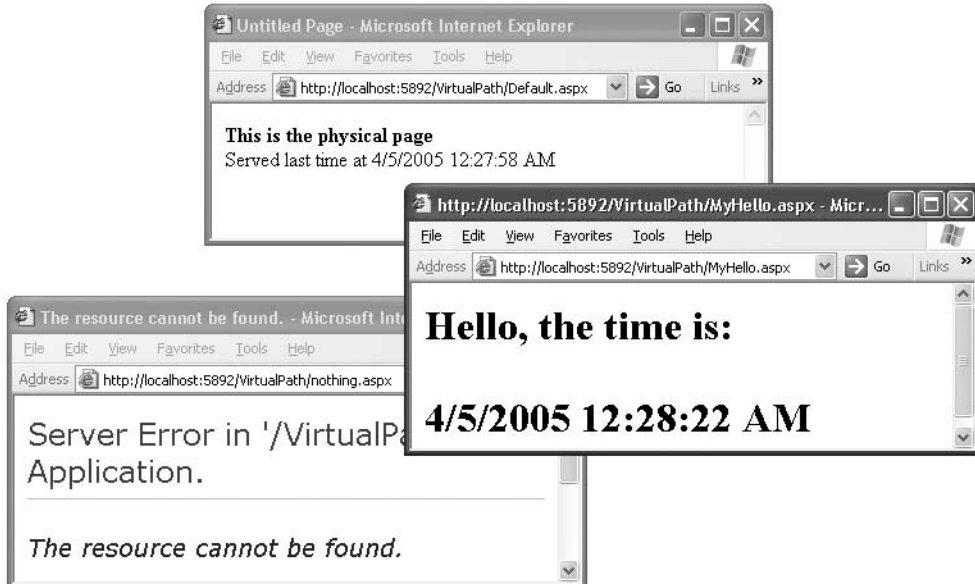 Untitled Page - Microsoft Internet Explorer
File Edit View Favorites Tools Help
Address http://localhost:5892/VirtualPath/Default.aspx Go Links »
This is the physical page
Served last time at 4/5/2005 12:27:58 AM
http://localhost:5892/VirtualPath/MyHello.aspx - Micr...
File Edit View Favorites Tools Help
Address http://localhost:5892/VirtualPath/MyHello.aspx Go Links »
Hello, the time is:
4/5/2005 12:28:22 AM
The resource cannot be found. - Microsoft Int
File Edit View Favorites Tools Help
Address http://localhost:5892/VirtualPath/nothing.aspx
Server Error in '/VirtualPa
Application.
The resource cannot be found.